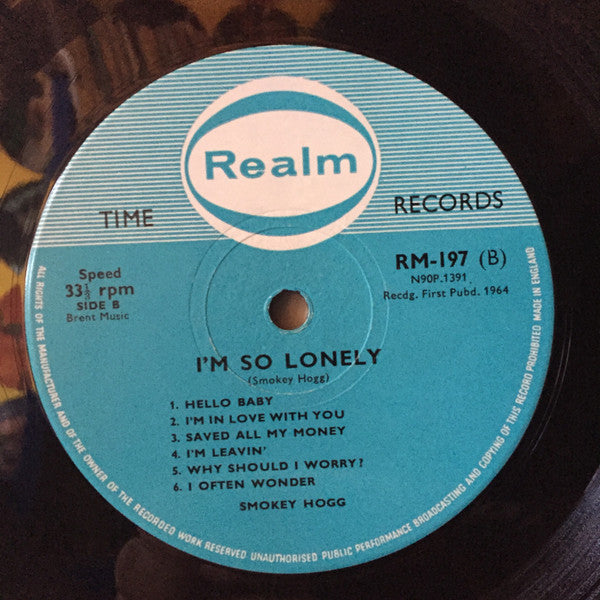 Realm
TIME RECORDS
Speed
33⅓ rpm
SIDE B
Brent Music
RM-197 (B)
N90P.1391
Recdg. First Pubd. 1964
I'M SO LONELY
(Smokey Hogg)
1. HELLO BABY
2. I'M IN LOVE WITH YOU
3. SAVED ALL MY MONEY
4. I'M LEAVIN'
5. WHY SHOULD I WORRY?
6. I OFTEN WONDER
SMOKEY HOGG
ALL RIGHTS OF THE MANUFACTURER AND OF THE OWNER OF THE RECORDED WORK RESERVED UNAUTHORISED PUBLIC PERFORMANCE BROADCASTING AND COPYING OF THIS RECORD PROHIBITED MADE IN ENGLAND